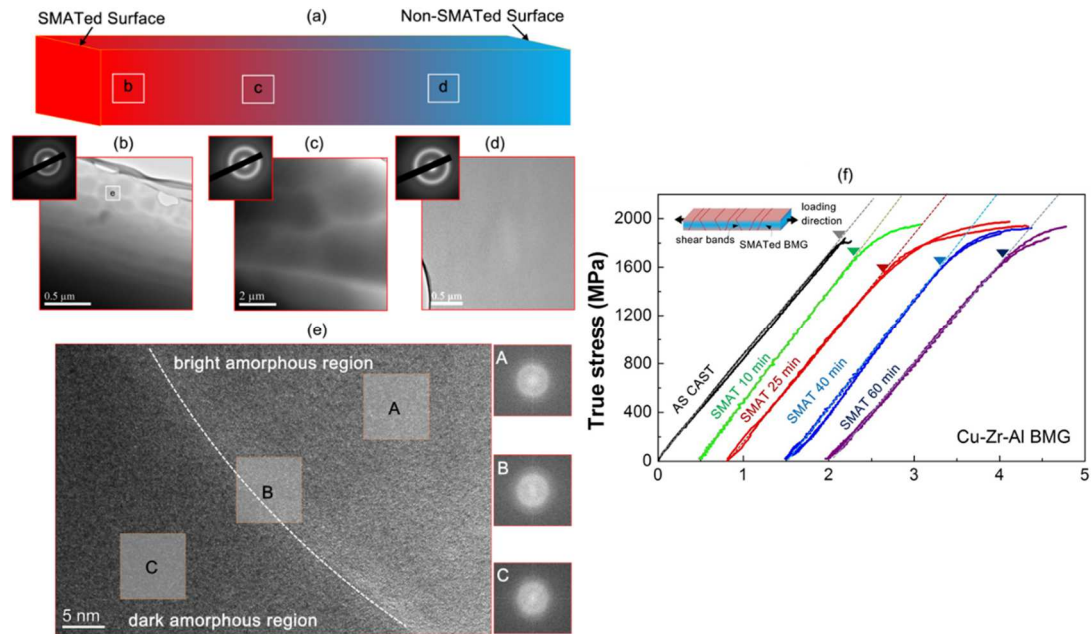 SMATed Surface
(a)
Non-SMATed Surface
b
c
d
(b)
(c)
(d)
e
0.5 µm
2 µm
0.5 µm
(e)
bright amorphous region
A
B
C
5 nm
dark amorphous region
A
B
C
(f)
True stress (MPa)
2000
1600
1200
800
400
0
0
1
2
3
4
5
loading
direction
shear bands
SMATed BMG
AS CAST
SMAT 10 min
SMAT 25 min
SMAT 40 min
SMAT 60 min
Cu-Zr-Al BMG